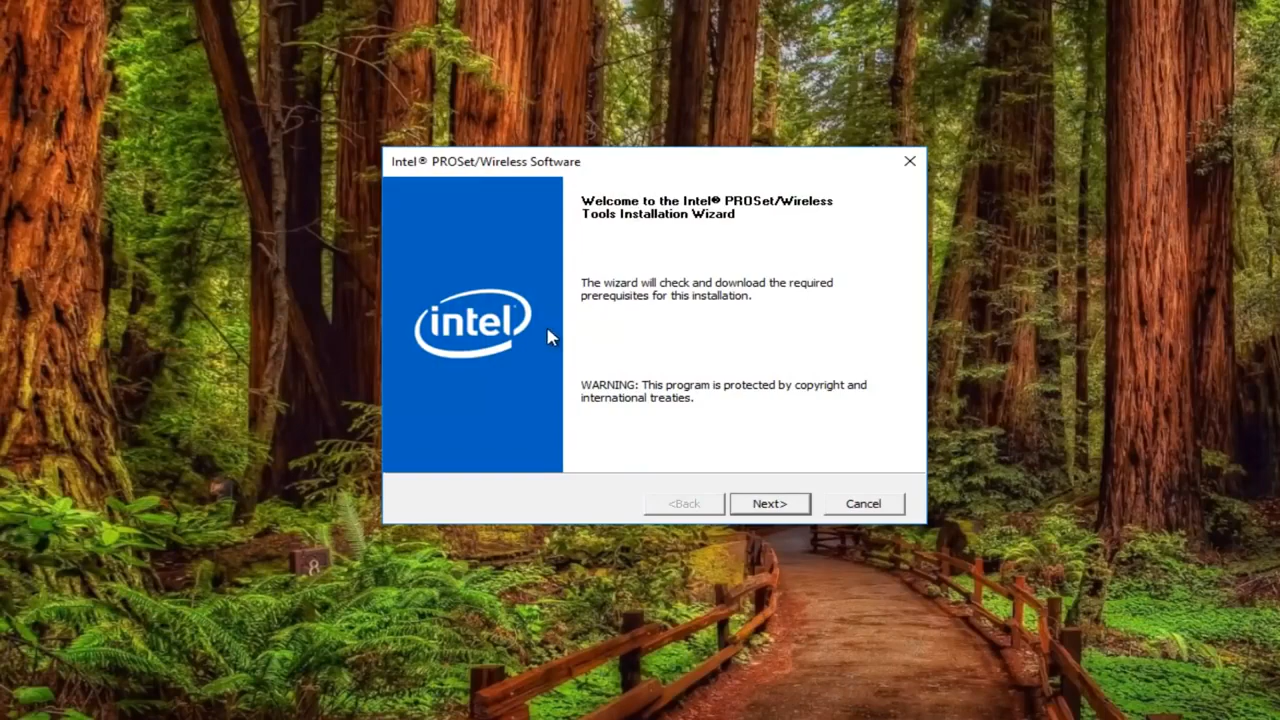 Intel® PROSet/Wireless Software
Welcome to the Intel® PROSet/Wireless
Tools Installation Wizard
The wizard will check and download the required
prerequisites for this installation.
intel
WARNING: This program is protected by copyright and
international treaties.
<Back
Next>
Cancel
8